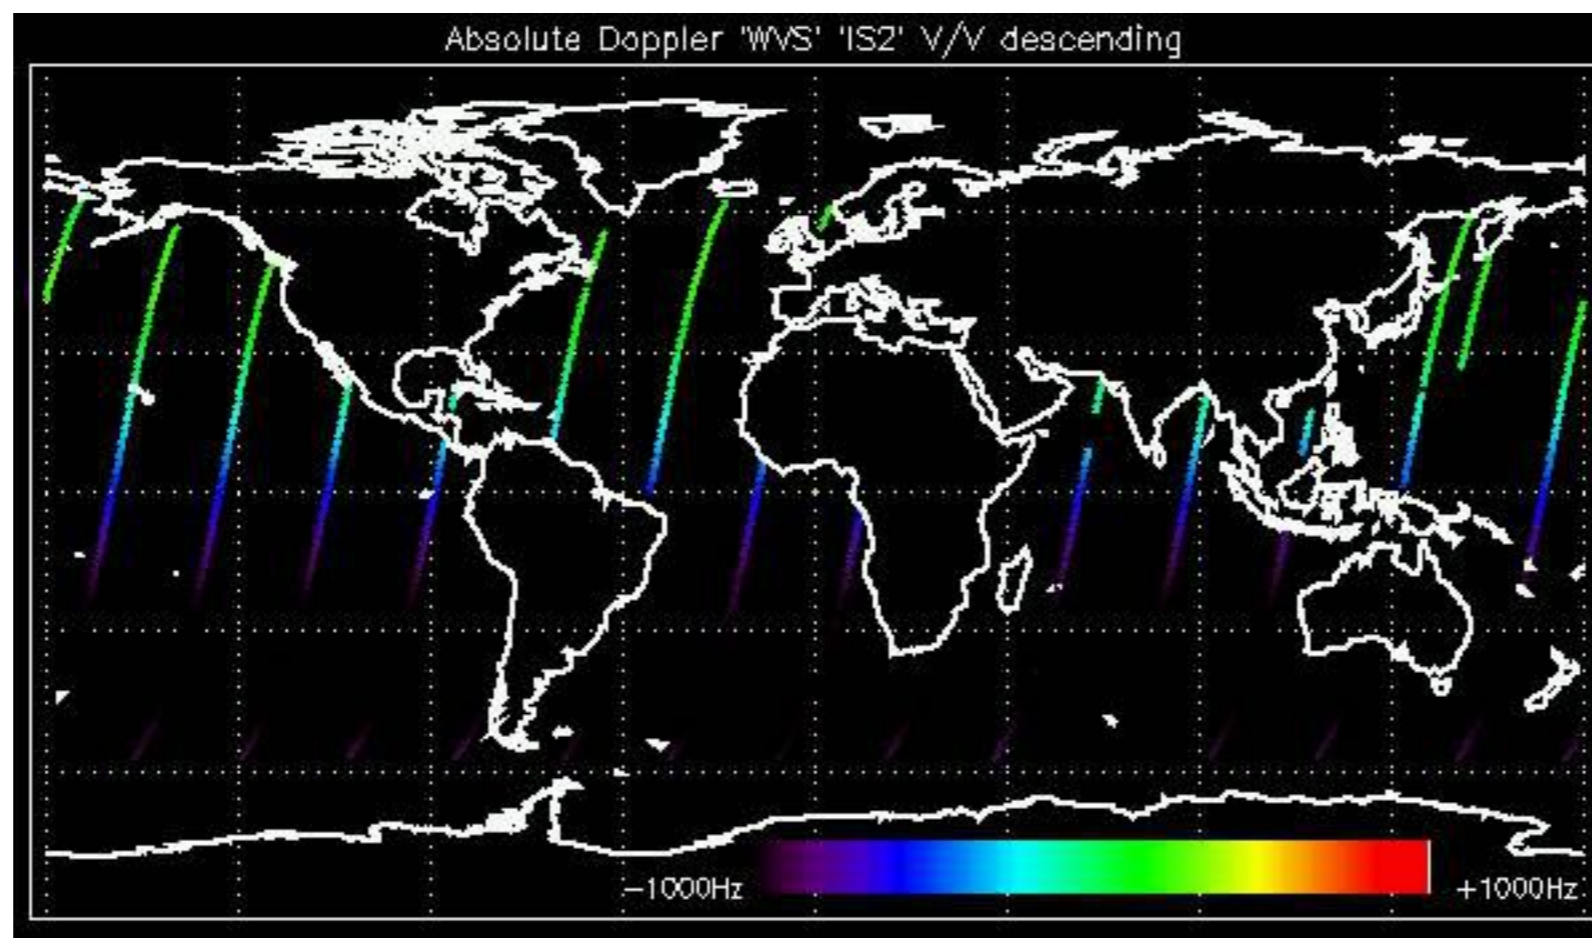 Absolute Doppler 'WVS' 'IS2' V/V descending
−1000Hz +1000Hz